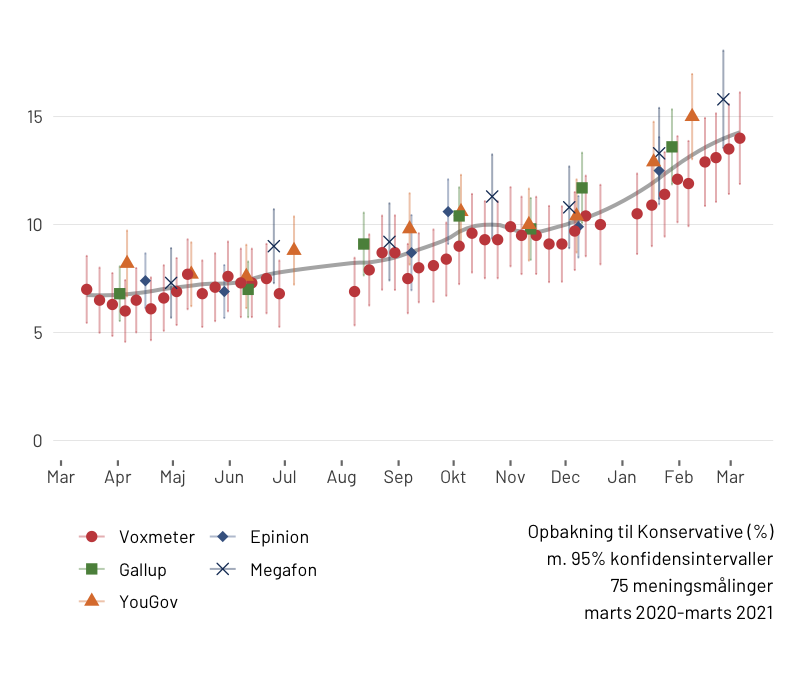 15
10
5
0
Mar Apr Maj Jun Jul Aug Sep Okt Nov Dec Jan Feb Mar
Voxmeter Epinion
Gallup Megafon
YouGov
Opbakning til Konservative (%)
m. 95% konfidensintervaller
75 meningsmålinger
marts 2020-marts 2021